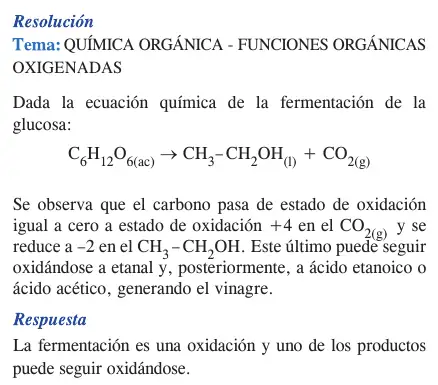 Resolución
Tema: QUÍMICA ORGÁNICA - FUNCIONES ORGÁNICAS
OXIGENADAS
Dada la ecuación química de la fermentación de la
glucosa:
C₆H₁₂O₆(ac) → CH₃–CH₂OH(l) + CO₂(g)
Se observa que el carbono pasa de estado de oxidación
igual a cero a estado de oxidación +4 en el CO₂(g) y se
reduce a –2 en el CH₃–CH₂OH. Este último puede seguir
oxidándose a etanal y, posteriormente, a ácido etanoico o
ácido acético, generando el vinagre.
Respuesta
La fermentación es una oxidación y uno de los productos
puede seguir oxidándose.